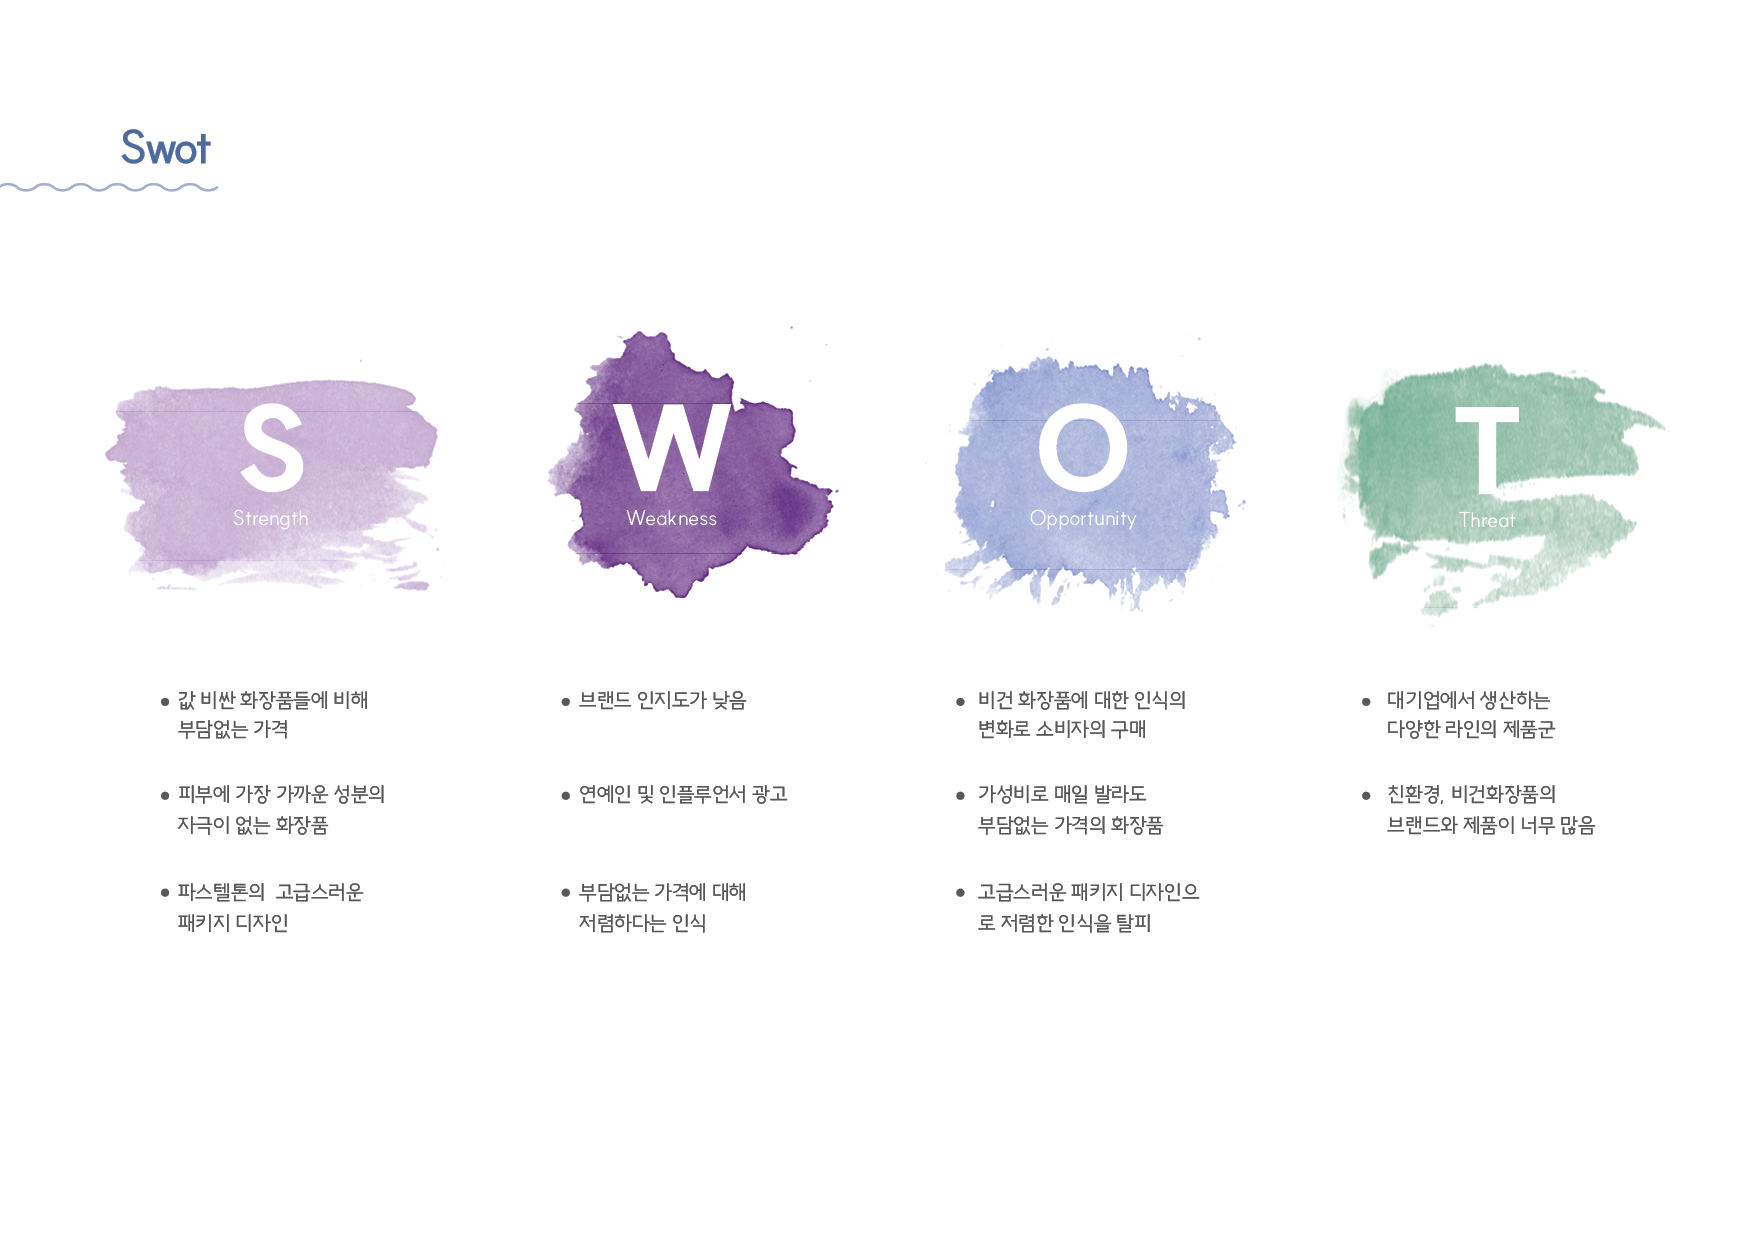 Swot
S
Strength
값 비싼 화장품들에 비해
부담없는 가격
피부에 가장 가까운 성분의
자극이 없는 화장품
파스텔톤의 고급스러운
패키지 디자인
W
Weakness
브랜드 인지도가 낮음
연예인 및 인플루언서 광고
부담없는 가격에 대해
저렴하다는 인식
O
Opportunity
비건 화장품에 대한 인식의
변화로 소비자의 구매
가성비로 매일 발라도
부담없는 가격의 화장품
고급스러운 패키지 디자인으
로 저렴한 인식을 탈피
T
Threat
대기업에서 생산하는
다양한 라인의 제품군
친환경, 비건화장품의
브랜드와 제품이 너무 많음